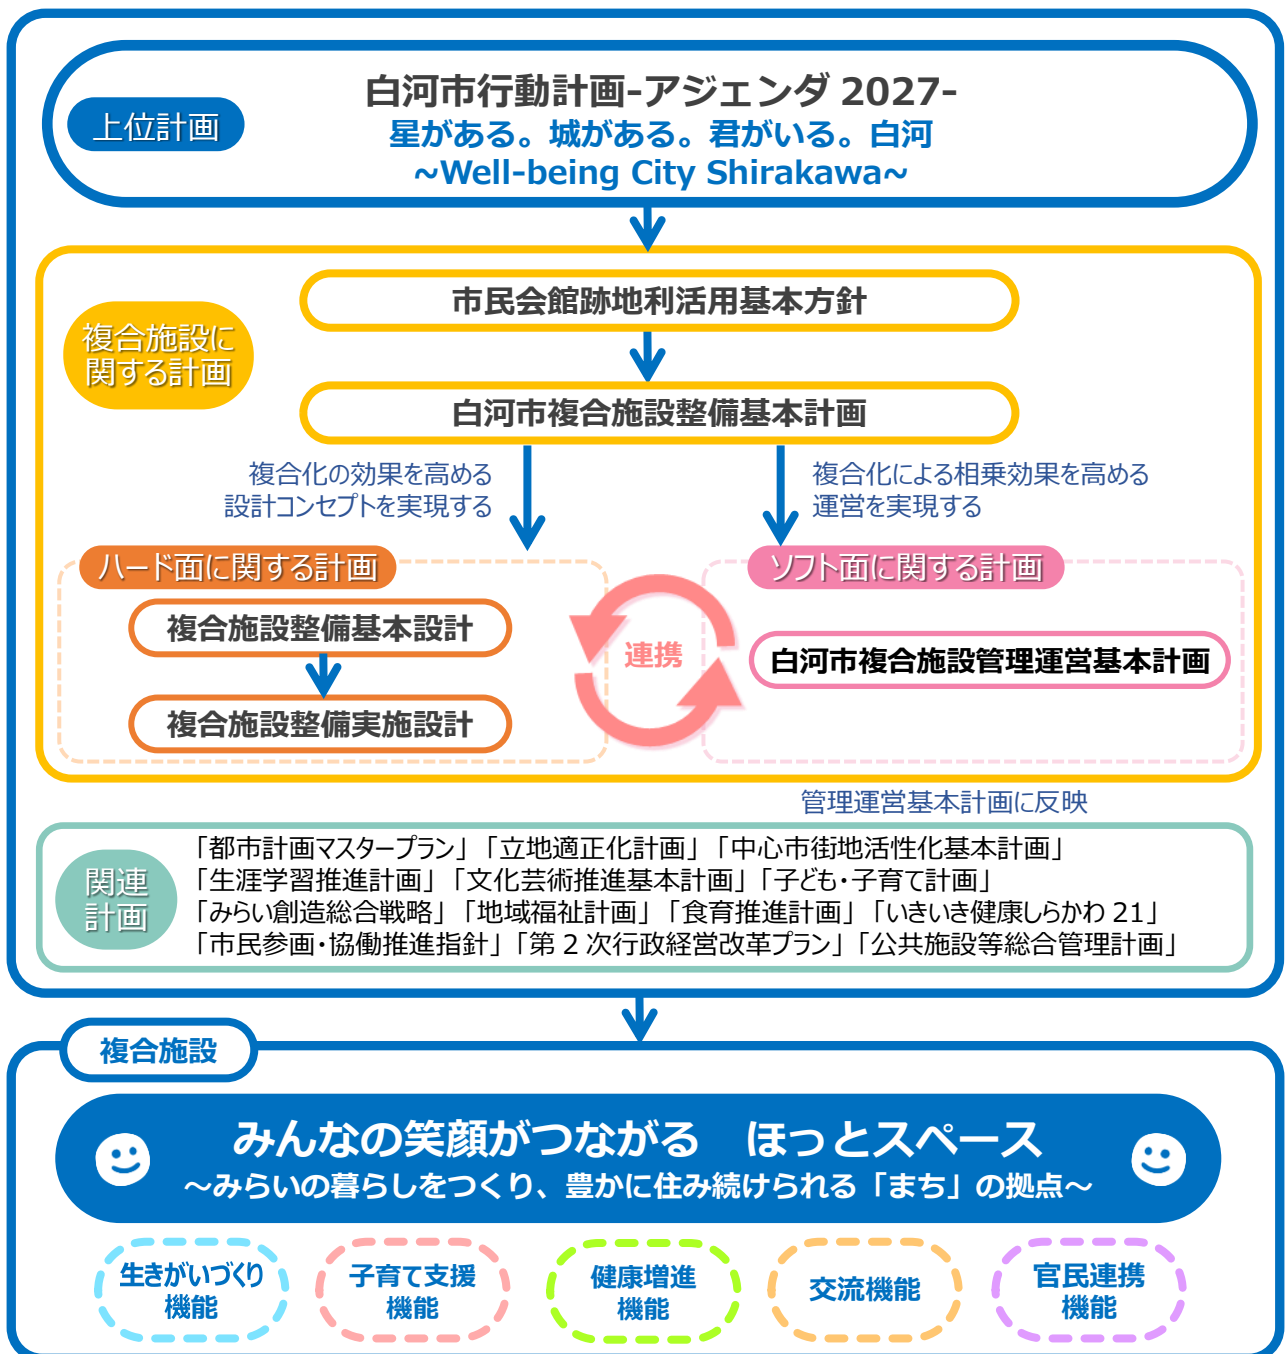 上位計画
白河市行動計画-アジェンダ 2027-
星がある。城がある。君がいる。白河
~Well-being City Shirakawa~
複合施設に
関する計画
市民会館跡地利活用基本方針
白河市複合施設整備基本計画
複合化の効果を高める
設計コンセプトを実現する
複合化による相乗効果を高める
運営を実現する
ハード面に関する計画
複合施設整備基本設計
複合施設整備実施設計
連携
ソフト面に関する計画
白河市複合施設管理運営基本計画
管理運営基本計画に反映
関連
計画
「都市計画マスタープラン」「立地適正化計画」「中心市街地活性化基本計画」
「生涯学習推進計画」「文化芸術推進基本計画」「子ども・子育て計画」
「みらい創造総合戦略」「地域福祉計画」「食育推進計画」「いきいき健康しらかわ 21」
「市民参画・協働推進指針」「第 2 次行政経営改革プラン」「公共施設等総合管理計画」
複合施設
みんなの笑顔がつながる　ほっとスペース
～みらいの暮らしをつくり、豊かに住み続けられる「まち」の拠点～
生きがいづくり
機能
子育て支援
機能
健康増進
機能
交流機能
官民連携
機能